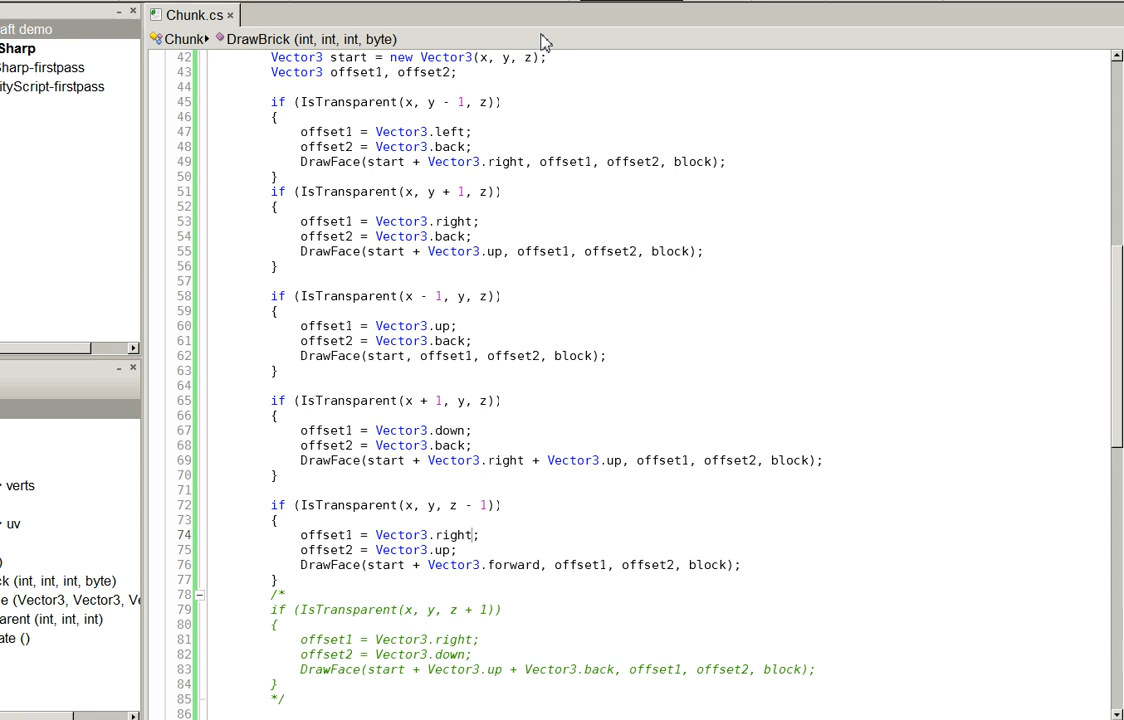 aft demo
Sharp
harp-firstpass
ityScript-firstpass
verts
uv
)
ck (int, int, int, byte)
e (Vector3, Vector3, Ve
arent (int, int, int)
ate ()
Chunk.cs ×
Chunk▸ DrawBrick (int, int, int, byte)
42 Vector3 start = new Vector3(x, y, z);
43 Vector3 offset1, offset2;
44
45 if (IsTransparent(x, y - 1, z))
46 {
47 offset1 = Vector3.left;
48 offset2 = Vector3.back;
49 DrawFace(start + Vector3.right, offset1, offset2, block);
50 }
51 if (IsTransparent(x, y + 1, z))
52 {
53 offset1 = Vector3.right;
54 offset2 = Vector3.back;
55 DrawFace(start + Vector3.up, offset1, offset2, block);
56 }
57
58 if (IsTransparent(x - 1, y, z))
59 {
60 offset1 = Vector3.up;
61 offset2 = Vector3.back;
62 DrawFace(start, offset1, offset2, block);
63 }
64
65 if (IsTransparent(x + 1, y, z))
66 {
67 offset1 = Vector3.down;
68 offset2 = Vector3.back;
69 DrawFace(start + Vector3.right + Vector3.up, offset1, offset2, block);
70 }
71
72 if (IsTransparent(x, y, z - 1))
73 {
74 offset1 = Vector3.right;
75 offset2 = Vector3.up;
76 DrawFace(start + Vector3.forward, offset1, offset2, block);
77 }
78 /*
79 if (IsTransparent(x, y, z + 1))
80 {
81 offset1 = Vector3.right;
82 offset2 = Vector3.down;
83 DrawFace(start + Vector3.up + Vector3.back, offset1, offset2, block);
84 }
85 */
86